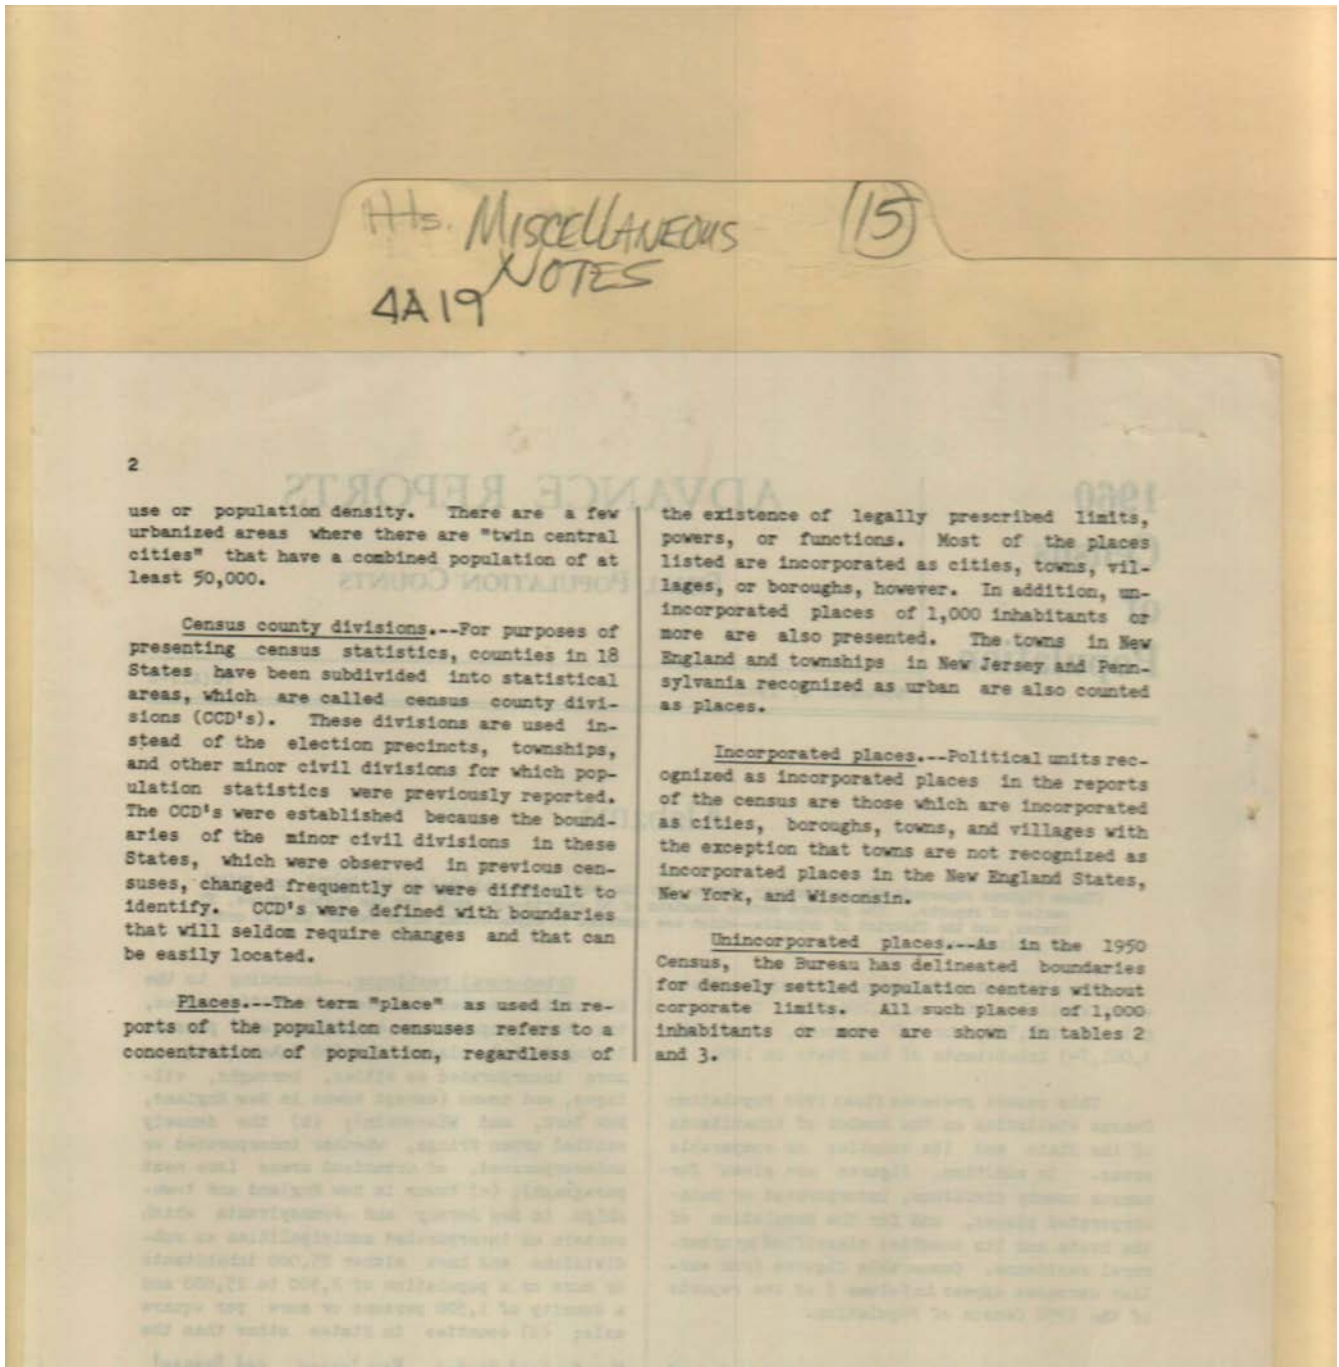 Misc. MISCELLANEOUS
NOTES
15
4A19
2
use or population density. There are a few
urbanized areas where there are "twin central
cities" that have a combined population of at
least 50,000.
Census county divisions.--For purposes of
presenting census statistics, counties in 18
States have been subdivided into statistical
areas, which are called census county divi-
sions (CCD's). These divisions are used in-
stead of the election precincts, townships,
and other minor civil divisions for which pop-
ulation statistics were previously reported.
The CCD's were established because the bound-
aries of the minor civil divisions in these
States, which were observed in previous cen-
suses, changed frequently or were difficult to
identify. CCD's were defined with boundaries
that will seldom require changes and that can
be easily located.
Places.--The term "place" as used in re-
ports of the population censuses refers to a
concentration of population, regardless of
the existence of legally prescribed limits,
powers, or functions. Most of the places
listed are incorporated as cities, towns, vil-
lages, or boroughs, however. In addition, un-
incorporated places of 1,000 inhabitants or
more are also presented. The towns in New
England and townships in New Jersey and Penn-
sylvania recognized as urban are also counted
as places.
Incorporated places.--Political units rec-
ognized as incorporated places in the reports
of the census are those which are incorporated
as cities, boroughs, towns, and villages with
the exception that towns are not recognized as
incorporated places in the New England States,
New York, and Wisconsin.
Unincorporated places.--As in the 1950
Census, the Bureau has delineated boundaries
for densely settled population centers without
corporate limits. All such places of 1,000
inhabitants or more are shown in tables 2
and 3.